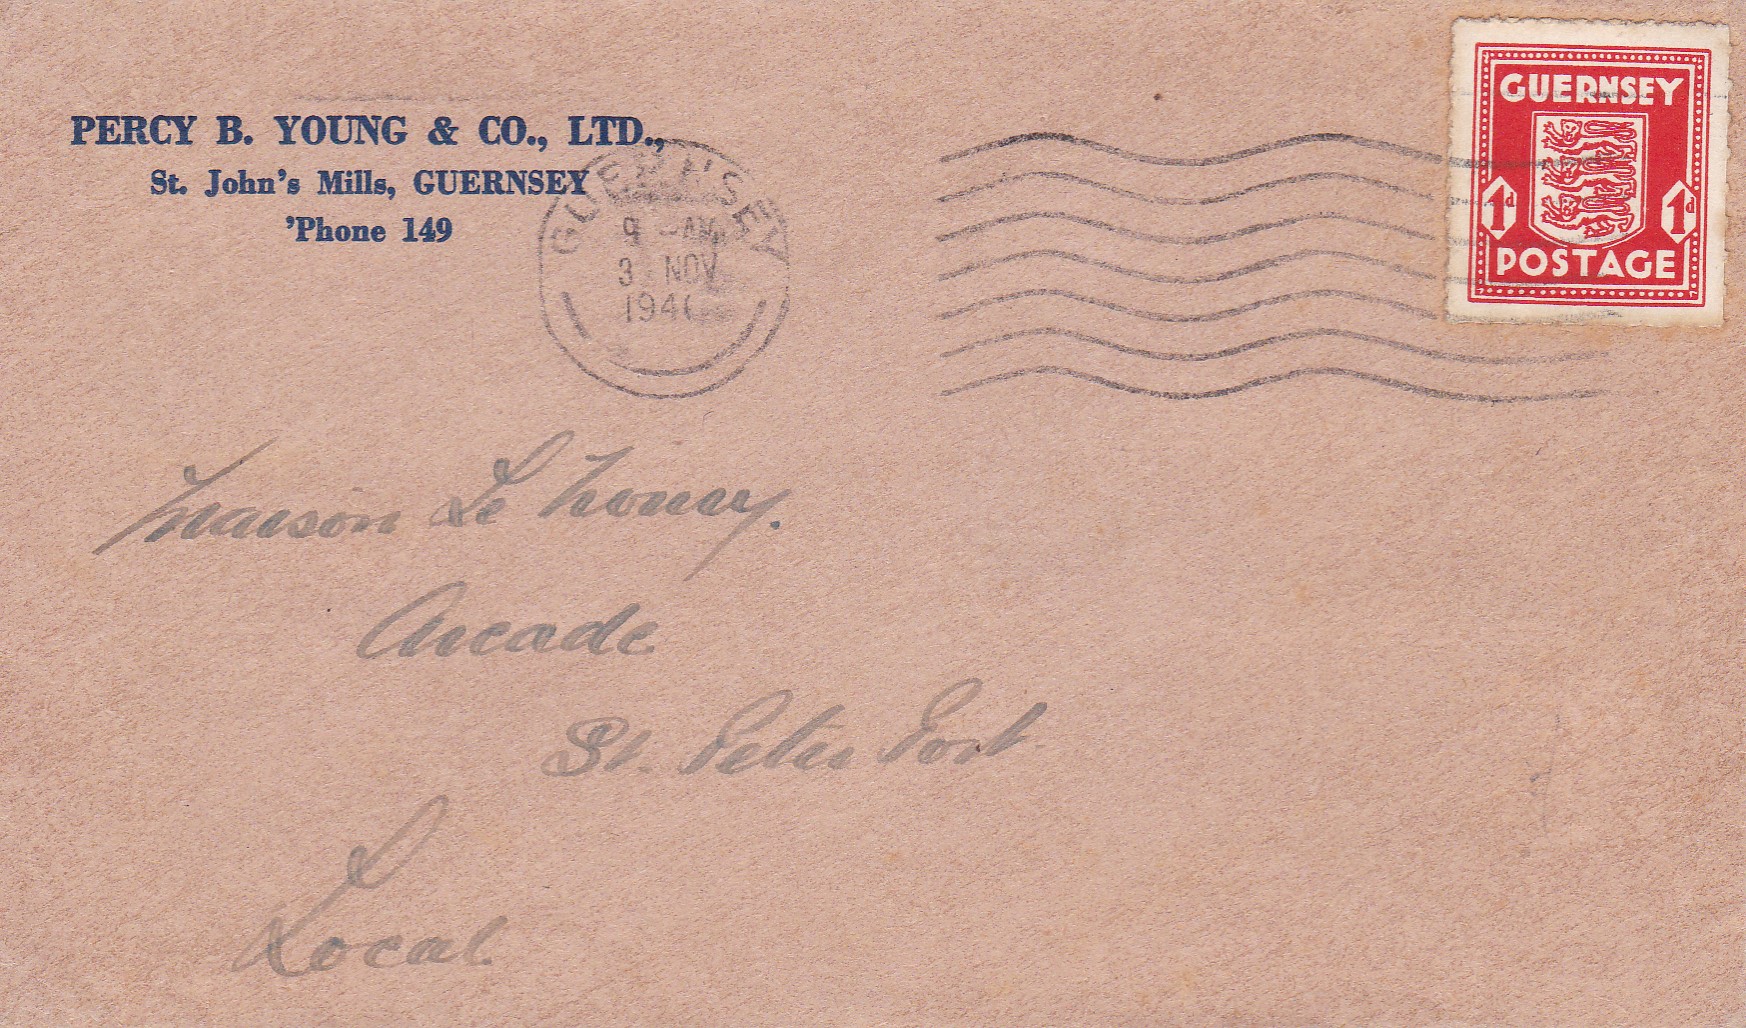 PERCY B. YOUNG & CO., LTD.,
St. John's Mills, GUERNSEY
'Phone 149
GUERNSEY
9 - AM
3 NOV
194
GUERNSEY
1d 1d
POSTAGE
Maison Le Noury.
Arcade
St. Peter Port
Local